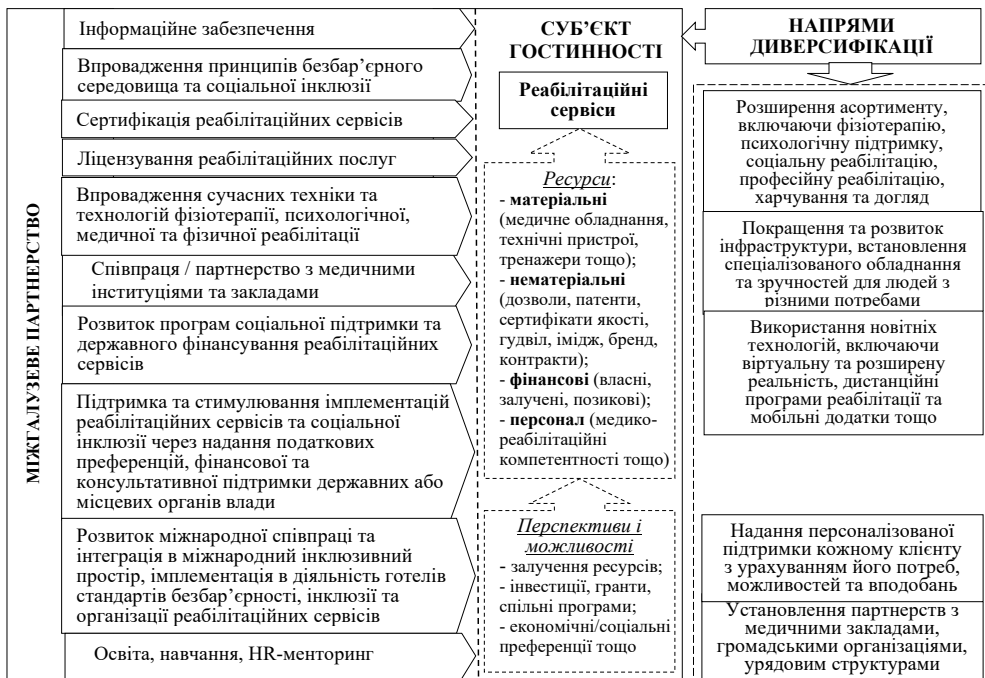 МІЖГАЛУЗЕВЕ ПАРТНЕРСТВО
Інформаційне забезпечення
Впровадження принципів безбар’єрного
середовища та соціальної інклюзії
Сертифікація реабілітаційних сервісів
Ліцензування реабілітаційних послуг
Впровадження сучасних техніки та
технологій фізіотерапії, психологічної,
медичної та фізичної реабілітації
Співпраця / партнерство з медичними
інституціями та закладами
Розвиток програм соціальної підтримки та
державного фінансування реабілітаційних
сервісів
Підтримка та стимулювання імплементацій
реабілітаційних сервісів та соціальної
інклюзії через надання податкових
преференцій, фінансової та
консультативної підтримки державних або
місцевих органів влади
Розвиток міжнародної співпраці та
інтеграція в міжнародний інклюзивний
простір, імплементація в діяльність готелів
стандартів безбар’єрності, інклюзії та
організації реабілітаційних сервісів
Освіта, навчання, HR-менторинг
СУБ’ЄКТ
ГОСТИННОСТІ
Реабілітаційні
сервіси
Ресурси:
- матеріальні
(медичне обладнання,
технічні пристрої,
тренажери тощо);
- нематеріальні
(дозволи, патенти,
сертифікати якості,
гудвіл, імідж, бренд,
контракти);
- фінансові (власні,
залучені, позикові);
- персонал (медико-
реабілітаційні
компетентності тощо)
Перспективи і
можливості
- залучення ресурсів;
- інвестиції, гранти,
спільні програми;
- економічні/соціальні
преференції тощо
НАПРЯМИ
ДИВЕРСИФІКАЦІЇ
Розширення асортименту,
включаючи фізіотерапію,
психологічну підтримку,
соціальну реабілітацію,
професійну реабілітацію,
харчування та догляд
Покращення та розвиток
інфраструктури, встановлення
спеціалізованого обладнання
та зручностей для людей з
різними потребами
Використання новітніх
технологій, включаючи
віртуальну та розширену
реальність, дистанційні
програми реабілітації та
мобільні додатки тощо
Надання персоналізованої
підтримки кожному клієнту
з урахуванням його потреб,
можливостей та вподобань
Установлення партнерств з
медичними закладами,
громадськими організаціями,
урядовим структурами